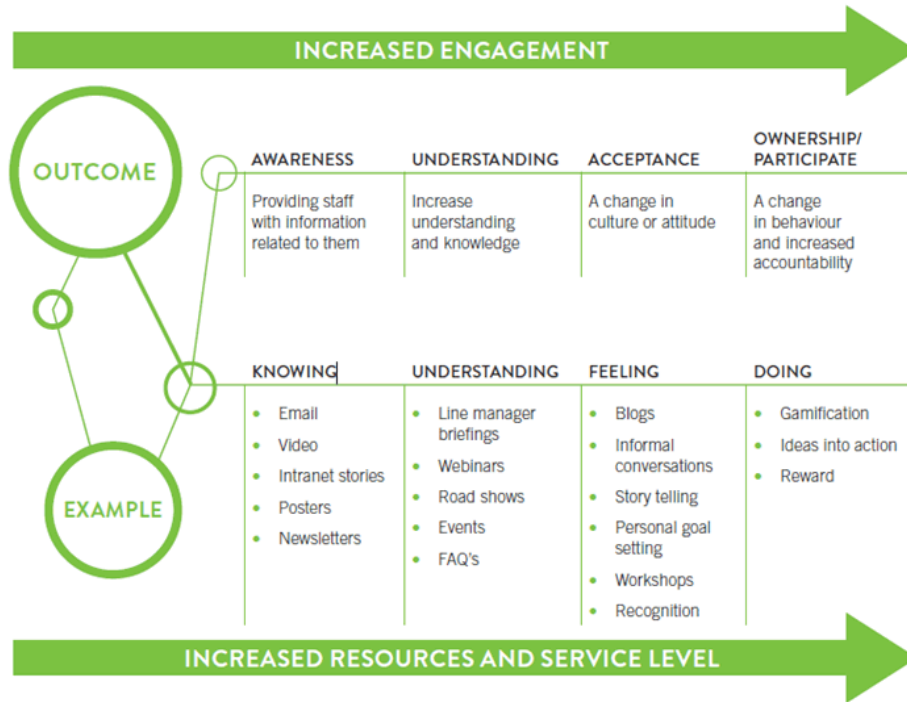 INCREASED ENGAGEMENT
OUTCOME
AWARENESS
Providing staff
with information
related to them
UNDERSTANDING
Increase
understanding
and knowledge
ACCEPTANCE
A change in
culture or attitude
OWNERSHIP/
PARTICIPATE
A change
in behaviour
and increased
accountability
EXAMPLE
KNOWING
• Email
• Video
• Intranet stories
• Posters
• Newsletters
UNDERSTANDING
• Line manager
briefings
• Webinars
• Road shows
• Events
• FAQ's
FEELING
• Blogs
• Informal
conversations
• Story telling
• Personal goal
setting
• Workshops
• Recognition
DOING
• Gamification
• Ideas into action
• Reward
INCREASED RESOURCES AND SERVICE LEVEL